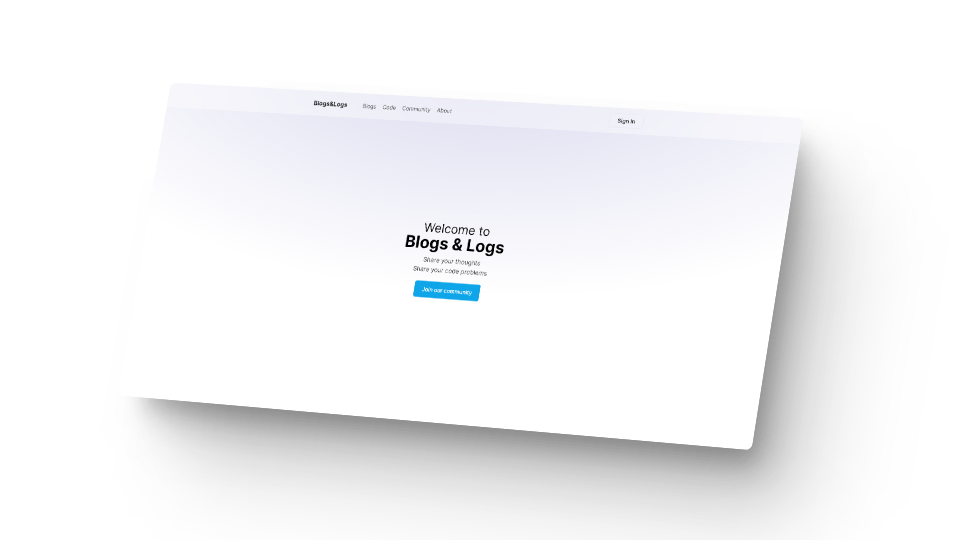 Blogs&Logs Blogs Code Community About Sign In
Welcome to
Blogs & Logs
Share your thoughts
Share your code problems
Join our community